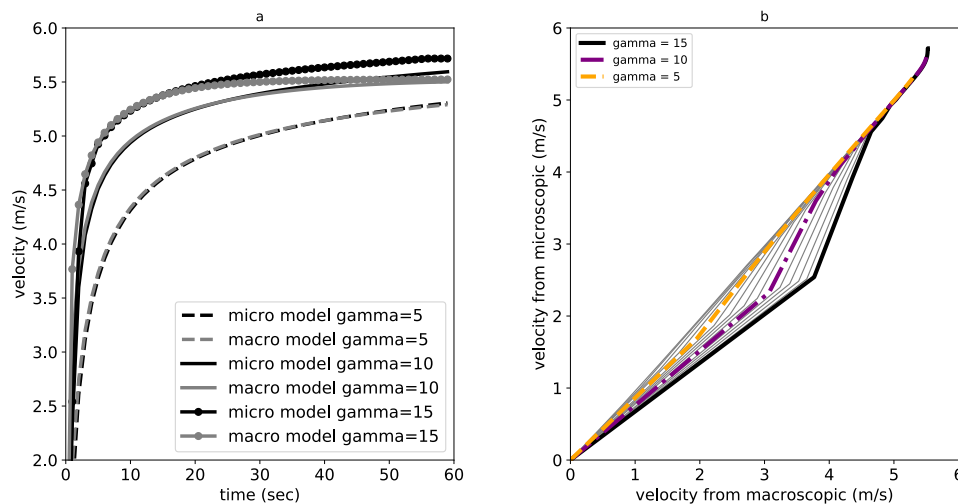 a
6.0
5.5
5.0
4.5
4.0
3.5
3.0
2.5
2.0
velocity (m/s)
micro model gamma=5
macro model gamma=5
micro model gamma=10
macro model gamma=10
micro model gamma=15
macro model gamma=15
0 10 20 30 40 50 60
time (sec)
b
gamma = 15
gamma = 10
gamma = 5
6
5
4
3
2
1
0
velocity from microscopic (m/s)
0 1 2 3 4 5 6
velocity from macroscopic (m/s)